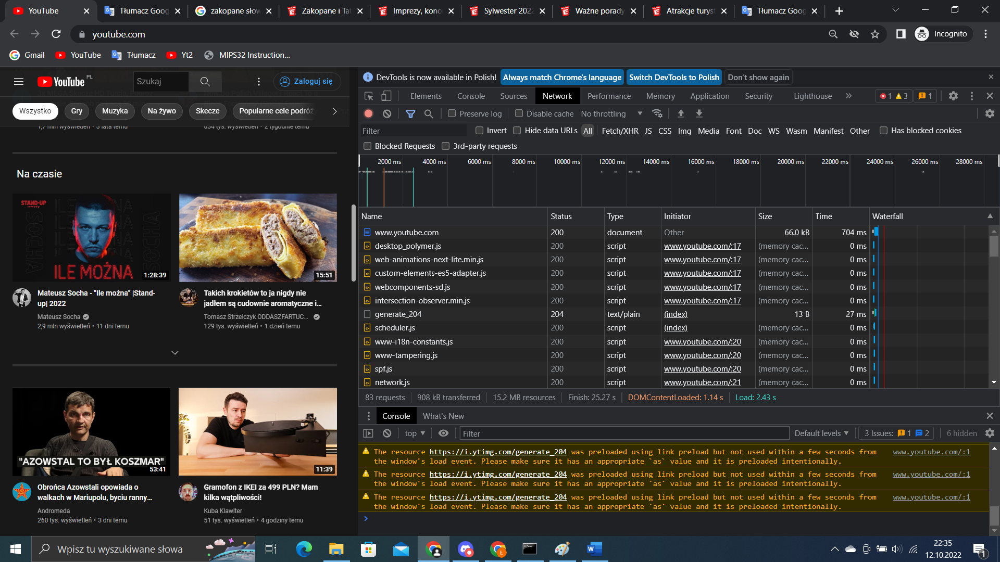 YouTube
Tłumacz Goog
zakopane słow
Zakopane i Tat
Imprezy, konc
Sylwester 2022
Ważne porady
Atrakcje turyst
Tłumacz Goog
youtube.com
Incognito
Gmail
YouTube
Tłumacz
Yt2
MIPS32 Instruction...
YouTube PL
Szukaj
Zaloguj się
Wszystko
Gry
Muzyka
Na żywo
Skecze
Popularne cele podróż
1,7 mln wyświetleń • 3 lata temu
634 tys. wyświetleń • 2 tygodnie temu
Na czasie
STAND-UP
comedy
SOCHA
ILE MOŻNA
1:28:39
15:51
Mateusz Socha - "Ile można" |Stand-
up| 2022
Mateusz Socha
2,9 mln wyświetleń • 11 dni temu
Takich krokietów to ja nigdy nie
jadłem są cudownie aromatyczne i...
Tomasz Strzelczyk ODDASZFARTUC...
129 tys. wyświetleń • 1 dzień temu
"AZOWSTAL TO BYŁ KOSZMAR"
53:41
11:39
Obrońca Azowstali opowiada o
walkach w Mariupolu, byciu ranny...
Andromeda
260 tys. wyświetleń • 3 dni temu
Gramofon z IKEI za 499 PLN? Mam
kilka wątpliwości!
Kuba Klawiter
51 tys. wyświetleń • 4 godziny temu
DevTools is now available in Polish! Always match Chrome's language Switch DevTools to Polish Don't show again
Elements Console Sources Network Performance Memory Application Security Lighthouse 1 3 1
Preserve log Disable cache No throttling
Filter Invert Hide data URLs All Fetch/XHR JS CSS Img Media Font Doc WS Wasm Manifest Other Has blocked cookies
Blocked Requests 3rd-party requests
2000 ms 4000 ms 6000 ms 8000 ms 10000 ms 12000 ms 14000 ms 16000 ms 18000 ms 20000 ms 22000 ms 24000 ms 26000 ms 28000 ms
Name Status Type Initiator Size Time Waterfall
www.youtube.com 200 document Other 66.0 kB 704 ms
desktop_polymer.js 200 script www.youtube.com/:17 (memory cac... 0 ms
web-animations-next-lite.min.js 200 script www.youtube.com/:17 (memory cac... 0 ms
custom-elements-es5-adapter.js 200 script www.youtube.com/:17 (memory cac... 0 ms
webcomponents-sd.js 200 script www.youtube.com/:17 (memory cac... 0 ms
intersection-observer.min.js 200 script www.youtube.com/:17 (memory cac... 0 ms
generate_204 204 text/plain (index) 13 B 27 ms
scheduler.js 200 script (index) (memory cac... 0 ms
www-i18n-constants.js 200 script www.youtube.com/:20 (memory cac... 0 ms
www-tampering.js 200 script www.youtube.com/:20 (memory cac... 0 ms
spf.js 200 script www.youtube.com/:20 (memory cac... 0 ms
network.js 200 script www.youtube.com/:21 (memory cac... 0 ms
83 requests 908 kB transferred 15.2 MB resources Finish: 25.27 s DOMContentLoaded: 1.14 s Load: 2.43 s
Console What's New
top Filter Default levels 3 Issues: 1 2 6 hidden
The resource https://i.ytimg.com/generate_204 was preloaded using link preload but not used within a few seconds from www.youtube.com/:1
the window's load event. Please make sure it has an appropriate `as` value and it is preloaded intentionally.
The resource https://i.ytimg.com/generate_204 was preloaded using link preload but not used within a few seconds from www.youtube.com/:1
the window's load event. Please make sure it has an appropriate `as` value and it is preloaded intentionally.
The resource https://i.ytimg.com/generate_204 was preloaded using link preload but not used within a few seconds from www.youtube.com/:1
the window's load event. Please make sure it has an appropriate `as` value and it is preloaded intentionally.
Wpisz tu wyszukiwane słowa
22:35
12.10.2022
1